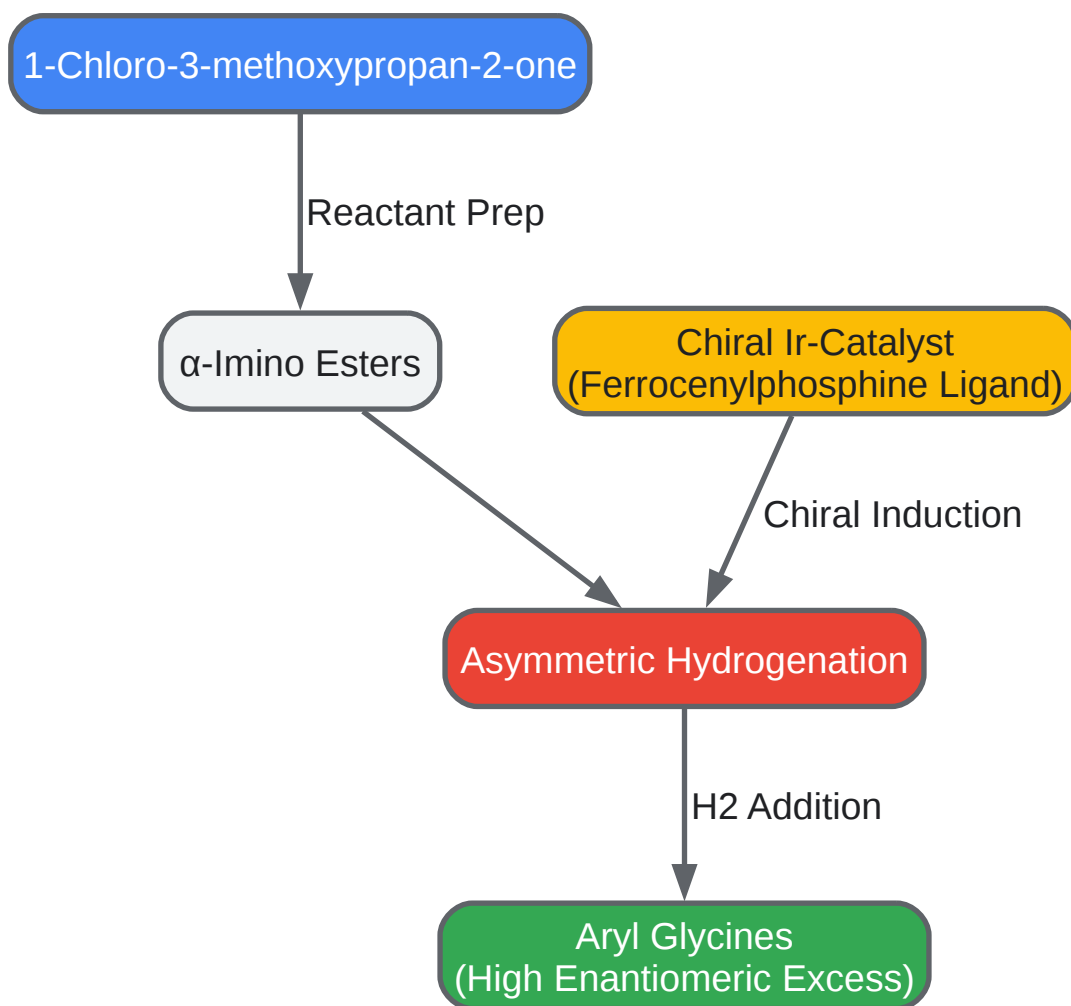 1-Chloro-3-methoxypropan-2-one
Reactant Prep
α-Imino Esters
Chiral Ir-Catalyst
(Ferrocenylphosphine Ligand)
Chiral Induction
Asymmetric Hydrogenation
H2 Addition
Aryl Glycines
(High Enantiomeric Excess)